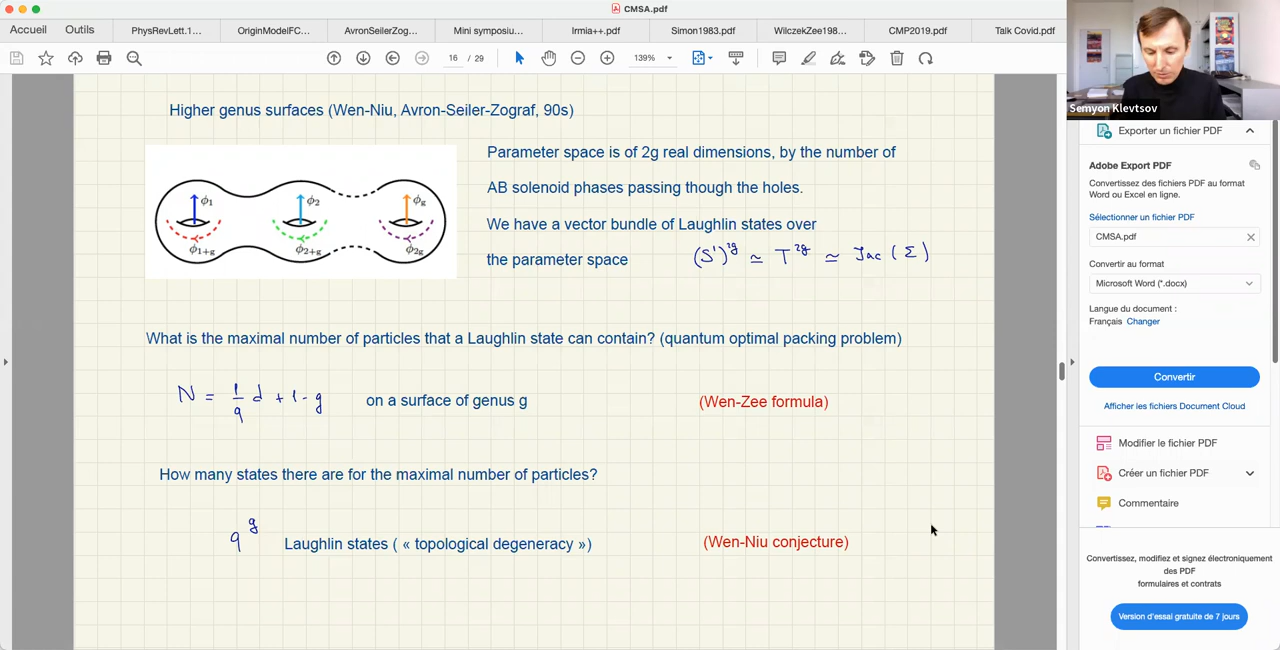 CMSA.pdf
Accueil
Outils
PhysRevLett.1...
OriginModelFC...
AvronSeilerZog...
Mini symposiu...
Irmia++.pdf
Simon1983.pdf
WilczekZee198...
CMP2019.pdf
Talk Covid.pdf
16 / 29
139%
Higher genus surfaces (Wen-Niu, Avron-Seiler-Zograf, 90s)
ϕ1
ϕ2
ϕg
ϕ1+g
ϕ2+g
ϕ2g
Parameter space is of 2g real dimensions, by the number of
AB solenoid phases passing though the holes.
We have a vector bundle of Laughlin states over
the parameter space (S¹)²ᵍ ≃ T²ᵍ ≃ Jac (Σ)
What is the maximal number of particles that a Laughlin state can contain? (quantum optimal packing problem)
N = 1/q d + 1 - g on a surface of genus g (Wen-Zee formula)
How many states there are for the maximal number of particles?
qᵍ Laughlin states ( « topological degeneracy ») (Wen-Niu conjecture)
Semyon Klevtsov
Exporter un fichier PDF
Adobe Export PDF
Convertissez des fichiers PDF au format
Word ou Excel en ligne.
Sélectionner un fichier PDF
CMSA.pdf
Convertir au format
Microsoft Word (*.docx)
Langue du document :
Français Changer
Convertir
Afficher les fichiers Document Cloud
Modifier le fichier PDF
Créer un fichier PDF
Commentaire
Convertissez, modifiez et signez électroniquement
des PDF
formulaires et contrats
Version d'essai gratuite de 7 jours